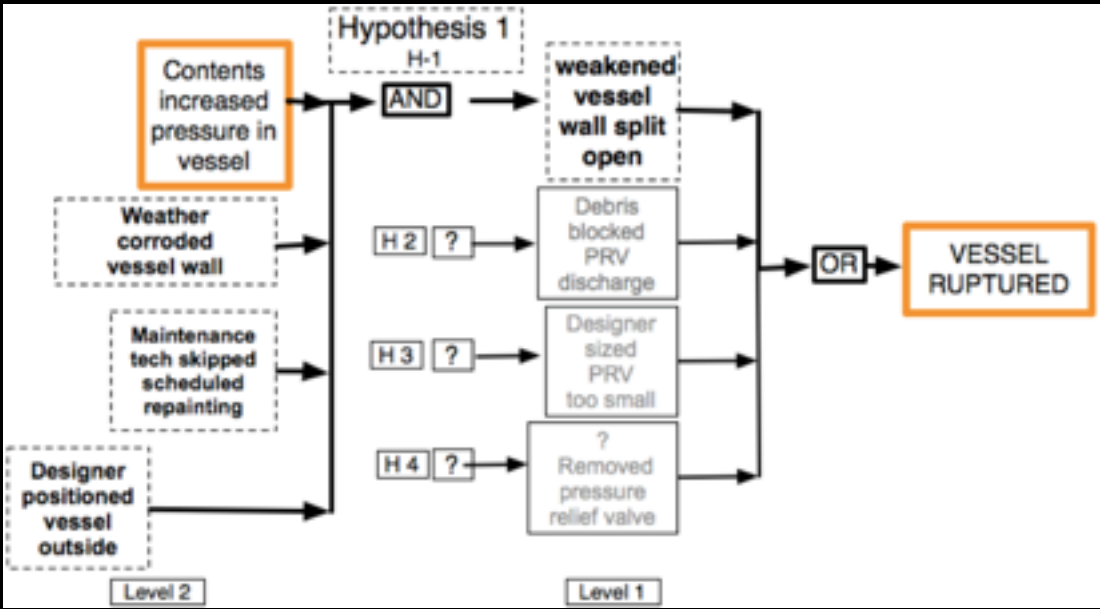 Hypothesis 1
H-1
Contents
increased
pressure in
vessel
AND
weakened
vessel
wall split
open
Weather
corroded
vessel wall
H 2
?
Debris
blocked
PRV
discharge
OR
VESSEL
RUPTURED
Maintenance
tech skipped
scheduled
repainting
H 3
?
Designer
sized
PRV
too small
Designer
positioned
vessel
outside
H 4
?
?
Removed
pressure
relief valve
Level 2
Level 1